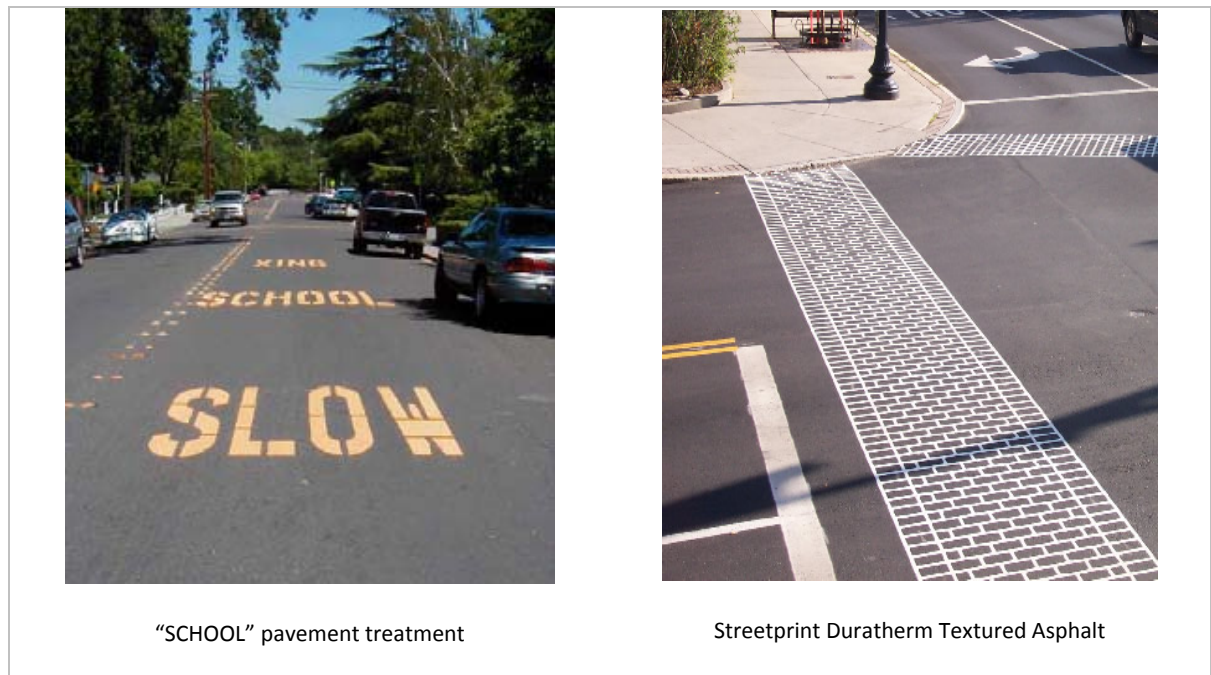 XING
SCHOOL
SLOW
“SCHOOL” pavement treatment
Streetprint Duratherm Textured Asphalt